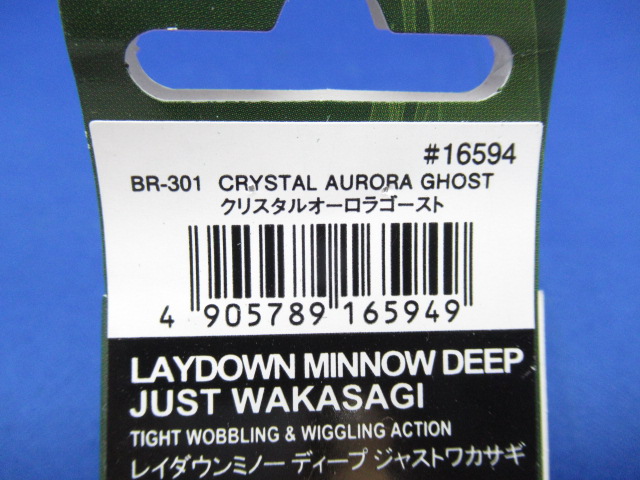 #16594
BR-301 CRYSTAL AURORA GHOST
クリスタルオーロラゴースト
4 905789 165949
LAYDOWN MINNOW DEEP
JUST WAKASAGI
TIGHT WOBBLING & WIGGLING ACTION
レイダウンミノー ディープ ジャストワカサギ